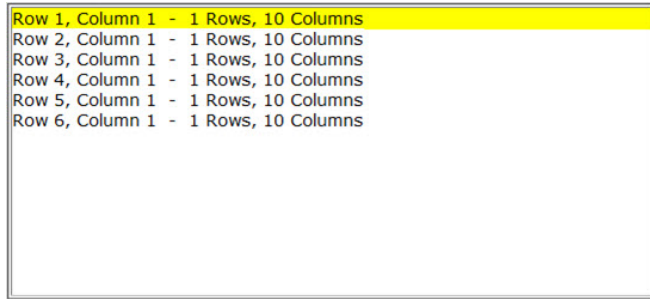 Row 1, Column 1  -  1 Rows, 10 Columns
Row 2, Column 1  -  1 Rows, 10 Columns
Row 3, Column 1  -  1 Rows, 10 Columns
Row 4, Column 1  -  1 Rows, 10 Columns
Row 5, Column 1  -  1 Rows, 10 Columns
Row 6, Column 1  -  1 Rows, 10 Columns